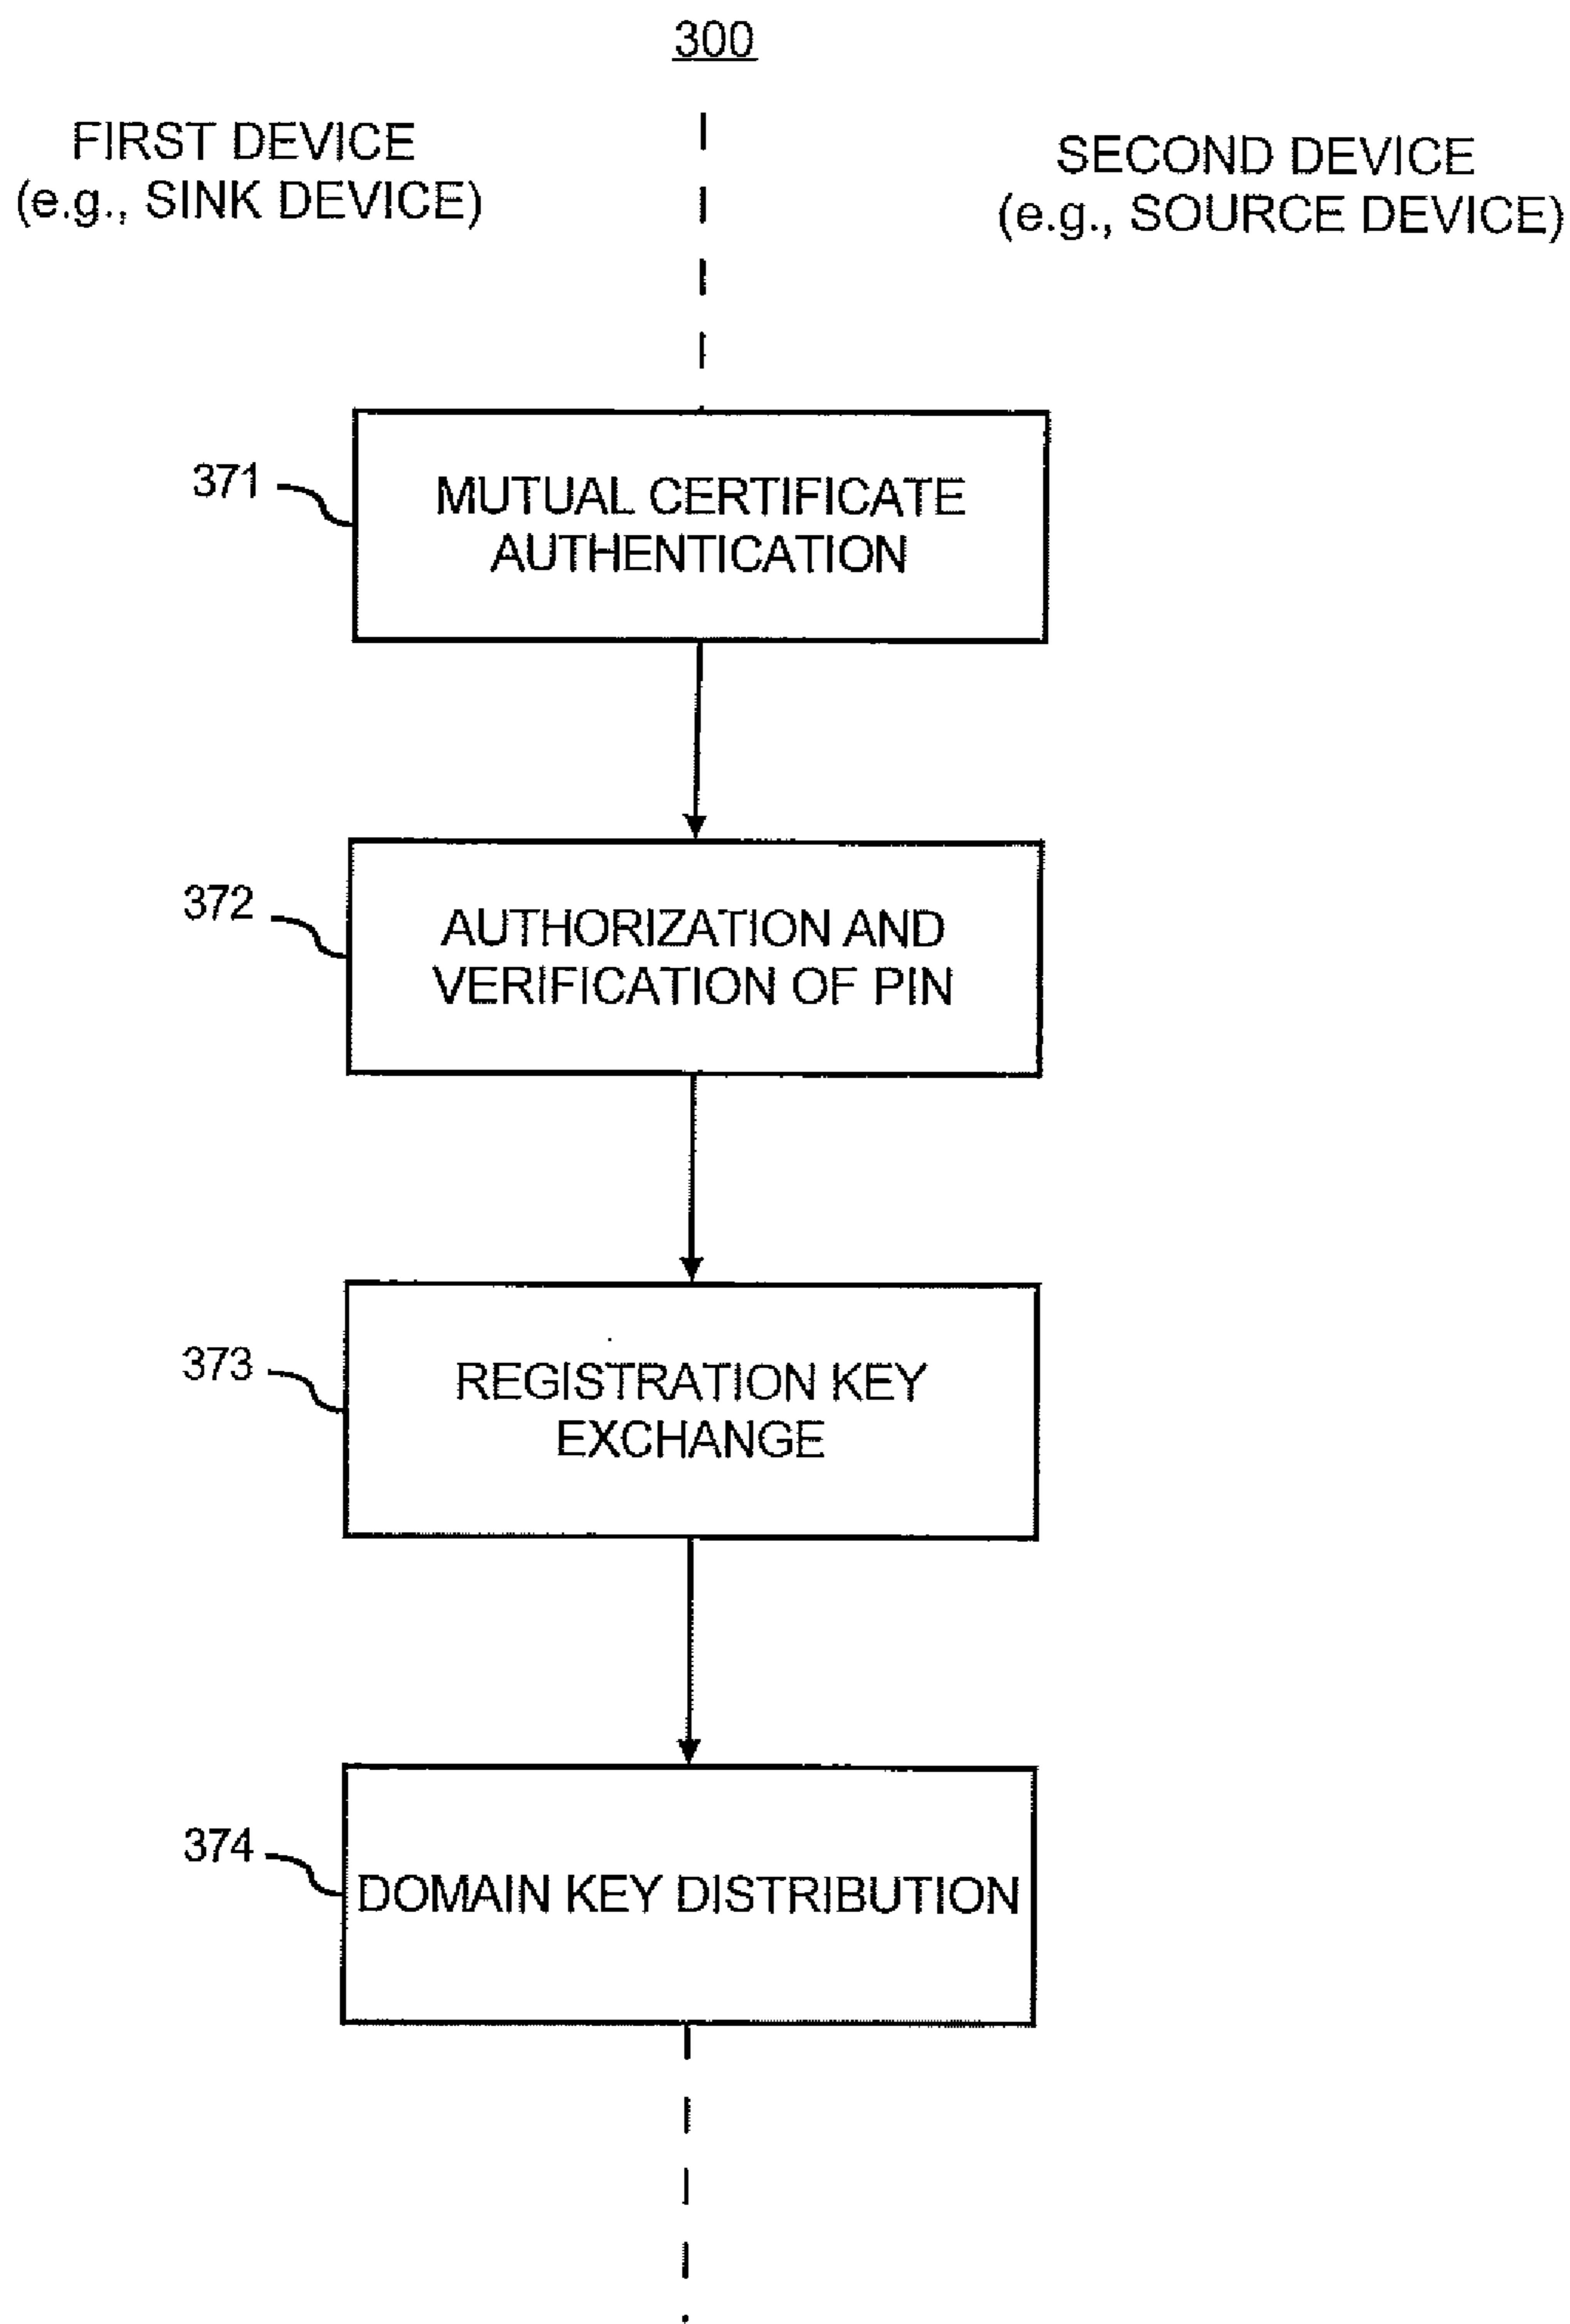 300
FIRST DEVICE
(e.g., SINK DEVICE)
SECOND DEVICE
(e.g., SOURCE DEVICE)
371
MUTUAL CERTIFICATE
AUTHENTICATION
372
AUTHORIZATION AND
VERIFICATION OF PIN
373
REGISTRATION KEY
EXCHANGE
374
DOMAIN KEY DISTRIBUTION